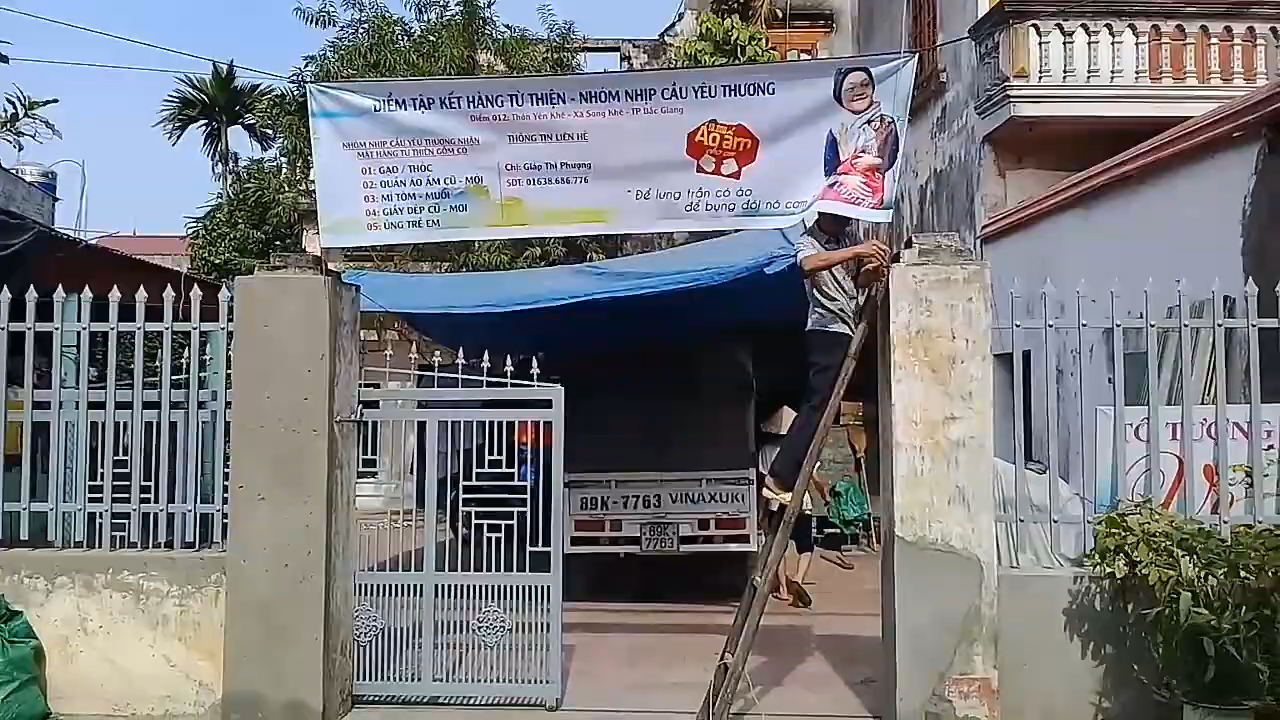 ĐIỂM TẬP KẾT HÀNG TỪ THIỆN - NHÓM NHỊP CẦU YÊU THƯƠNG
Điểm 012: Thôn Yên Khê - Xã Song Khê - TP Bắc Giang
NHÓM NHỊP CẦU YÊU THƯƠNG NHẬN
MẶT HÀNG TỪ THIỆN GỒM CÓ
01: GẠO / THÓC
02: QUẦN ÁO ẤM CŨ - MỚI
03: MÌ TÔM - MUỐI
04: GIÀY DÉP CŨ - MỚI
05: ỦNG TRẺ EM
THÔNG TIN LIÊN HỆ
Chị: Giáp Thị Phượng
SĐT: 01638.686.776
Áo ấm
" Để lưng trần có áo
để bụng đói no cơm
89K-7763 VINAXUKI
89K
7763
TÔ TƯỢNG